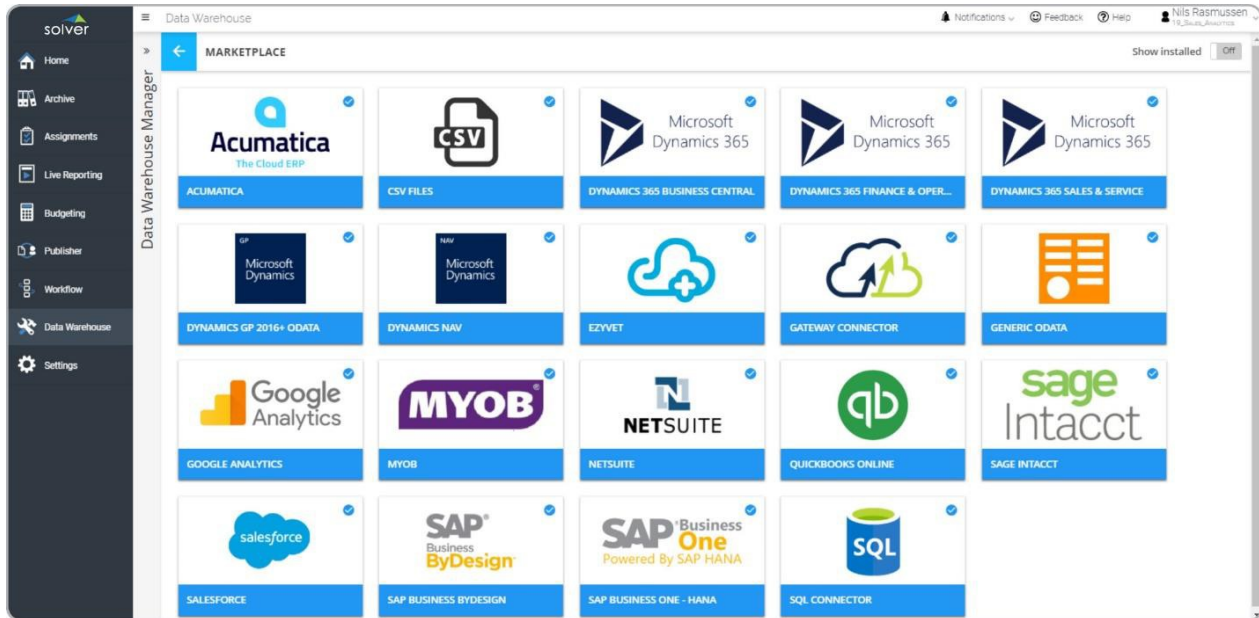 solver
Data Warehouse
Notifications
Feedback
Help
Nils Rasmussen
Home
Archive
Assignments
Live Reporting
Budgeting
Publisher
Workflow
Data Warehouse
Settings
Data Warehouse Manager
MARKETPLACE
Show installed
Off
Acumatica
The Cloud ERP
ACUMATICA
CSV
CSV FILES
Microsoft
Dynamics 365
DYNAMICS 365 BUSINESS CENTRAL
Microsoft
Dynamics 365
DYNAMICS 365 FINANCE & OPER...
Microsoft
Dynamics 365
DYNAMICS 365 SALES & SERVICE
GP
Microsoft
Dynamics
DYNAMICS GP 2016+ ODATA
NAV
Microsoft
Dynamics
DYNAMICS NAV
EZYVET
GATEWAY CONNECTOR
GENERIC ODATA
Google
Analytics
GOOGLE ANALYTICS
MYOB®
MYOB
N
NETSUITE
NETSUITE
qb
QUICKBOOKS ONLINE
sage
Intacct
SAGE INTACCT
salesforce
SALESFORCE
SAP®
Business
ByDesign
SAP BUSINESS BYDESIGN
SAP® Business
One
Powered By SAP HANA
SAP BUSINESS ONE - HANA
SQL
SQL CONNECTOR